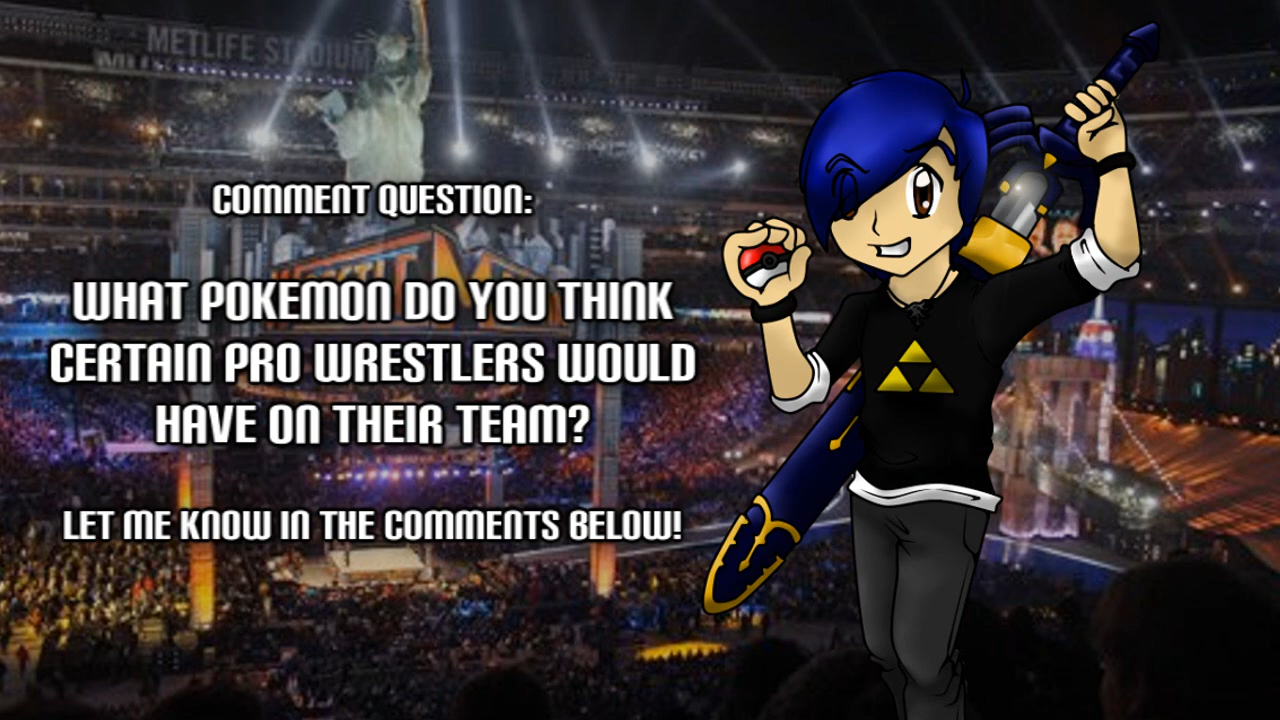 METLIFE STADIUM
COMMENT QUESTION:
WHAT POKEMON DO YOU THINK
CERTAIN PRO WRESTLERS WOULD
HAVE ON THEIR TEAM?
LET ME KNOW IN THE COMMENTS BELOW!